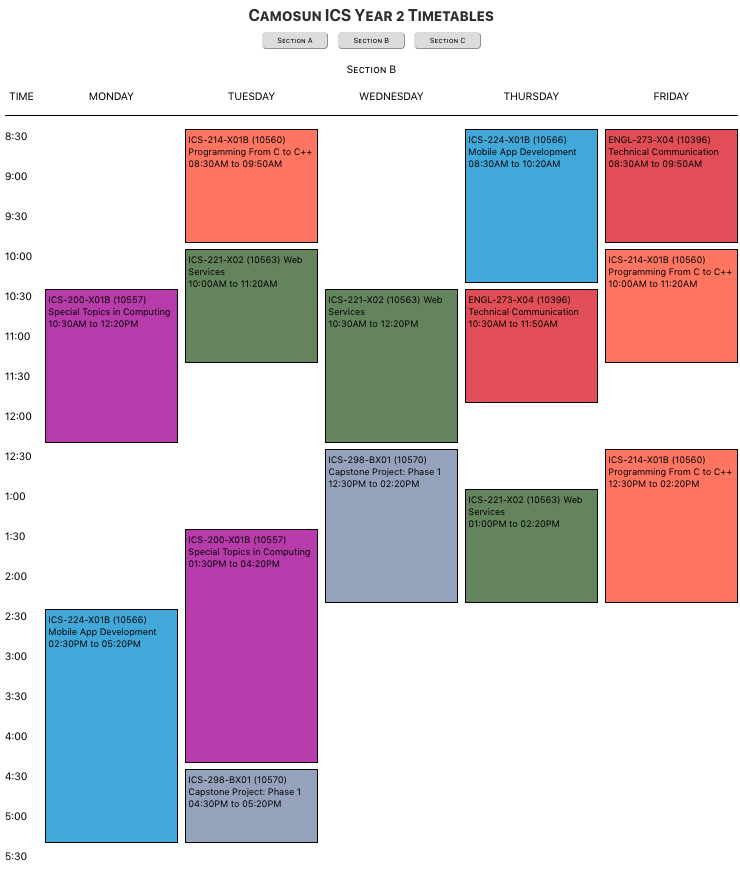 Camosun ICS Year 2 Timetables
Section A
Section B
Section C
Section B
TIME
MONDAY
TUESDAY
WEDNESDAY
THURSDAY
FRIDAY
8:30
9:00
9:30
10:00
10:30
11:00
11:30
12:00
12:30
1:00
1:30
2:00
2:30
3:00
3:30
4:00
4:30
5:00
5:30
ICS-200-X01B (10557)
Special Topics in Computing
10:30AM to 12:20PM
ICS-224-X01B (10566)
Mobile App Development
02:30PM to 05:20PM
ICS-214-X01B (10560)
Programming From C to C++
08:30AM to 09:50AM
ICS-221-X02 (10563) Web
Services
10:00AM to 11:20AM
ICS-200-X01B (10557)
Special Topics in Computing
01:30PM to 04:20PM
ICS-298-BX01 (10570)
Capstone Project: Phase 1
04:30PM to 05:20PM
ICS-221-X02 (10563) Web
Services
10:30AM to 12:20PM
ICS-298-BX01 (10570)
Capstone Project: Phase 1
12:30PM to 02:20PM
ICS-224-X01B (10566)
Mobile App Development
08:30AM to 10:20AM
ENGL-273-X04 (10396)
Technical Communication
10:30AM to 11:50AM
ICS-221-X02 (10563) Web
Services
01:00PM to 02:20PM
ENGL-273-X04 (10396)
Technical Communication
08:30AM to 09:50AM
ICS-214-X01B (10560)
Programming From C to C++
10:00AM to 11:20AM
ICS-214-X01B (10560)
Programming From C to C++
12:30PM to 02:20PM